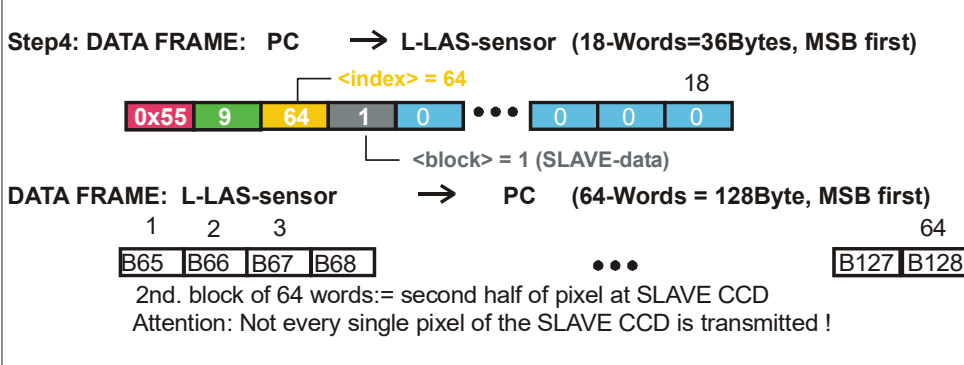 Step4: DATA FRAME: PC → L-LAS-sensor (18-Words=36Bytes, MSB first)
<index> = 64
18
0x55 9 64 1 0 ●●● 0 0 0
<block> = 1 (SLAVE-data)
DATA FRAME: L-LAS-sensor → PC (64-Words = 128Byte, MSB first)
1 2 3 64
B65 B66 B67 B68 ●●● B127 B128
2nd. block of 64 words:= second half of pixel at SLAVE CCD
Attention: Not every single pixel of the SLAVE CCD is transmitted !